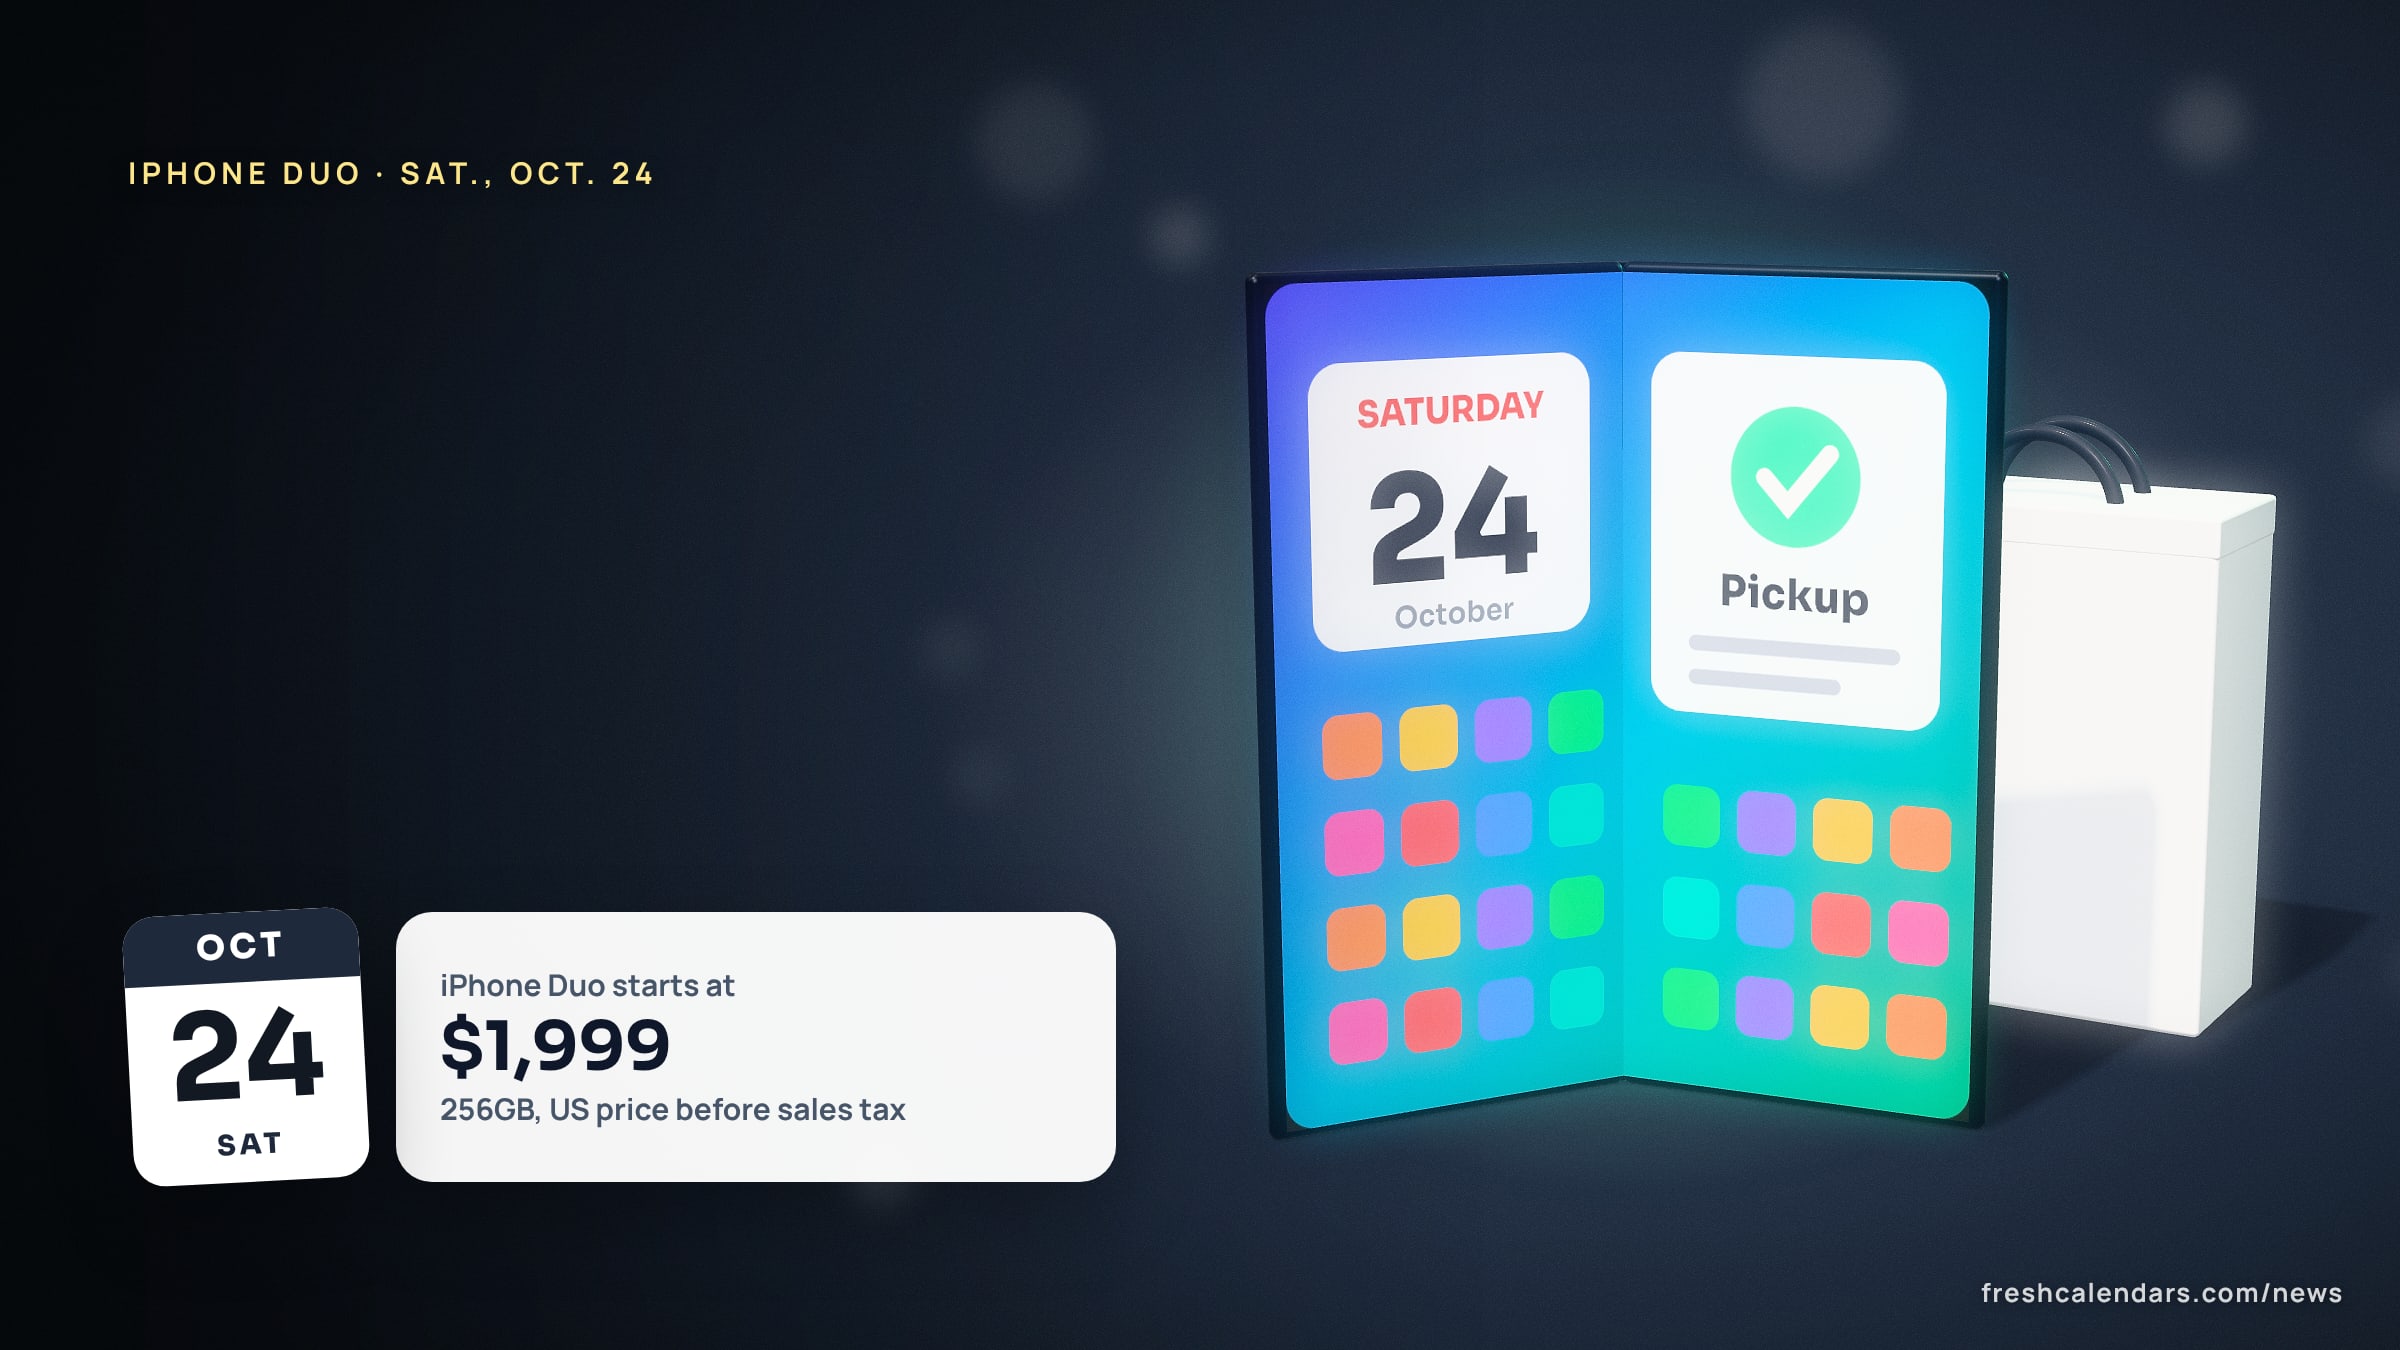 IPHONE DUO · SAT., OCT. 24
SATURDAY
24
October
Pickup
OCT
24
SAT
iPhone Duo starts at
$1,999
256GB, US price before sales tax
freshcalendars.com/news